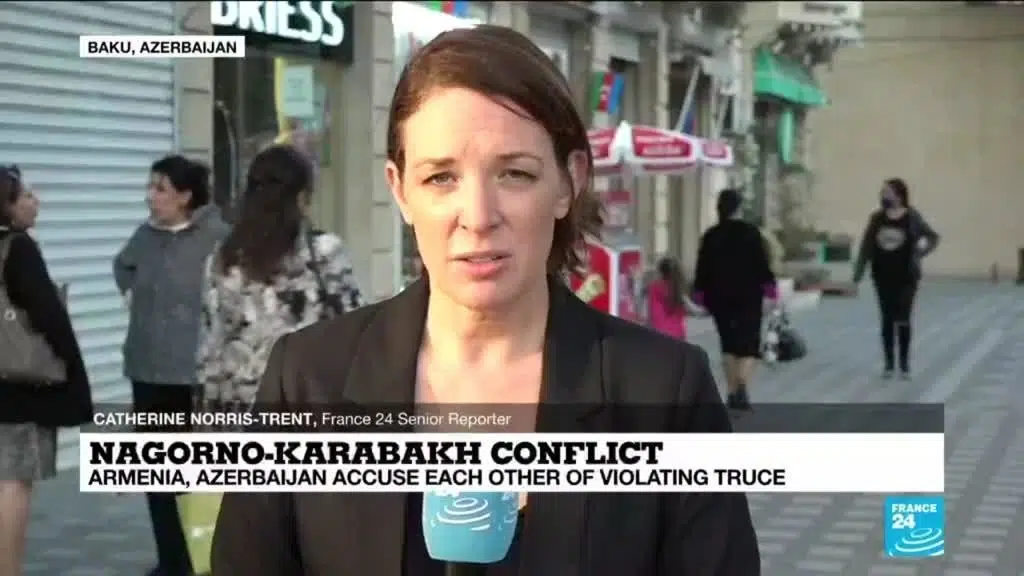 BRIESS
BAKU, AZERBAIJAN
CATHERINE NORRIS-TRENT, France 24 Senior Reporter
NAGORNO-KARABAKH CONFLICT
ARMENIA, AZERBAIJAN ACCUSE EACH OTHER OF VIOLATING TRUCE
FRANCE
24